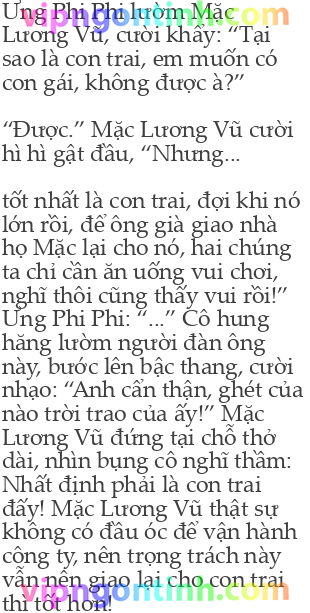 Ưng Phi Phi lườm Mặc
Lương Vũ, cười khẩy: “Tại
sao là con trai, em muốn có
con gái, không được à?”
“Được.” Mặc Lương Vũ cười
hì hì gật đầu, “Nhưng...
tốt nhất là con trai, đợi khi nó
lớn rồi, để ông già giao nhà
họ Mặc lại cho nó, hai chúng
ta chỉ cần ăn uống vui chơi,
nghĩ thôi cũng thấy vui rồi!”
Ưng Phi Phi: “...” Cô hung
hăng lườm người đàn ông
này, bước lên bậc thang, cười
nhạo: “Anh cẩn thận, ghét của
nào trời trao của ấy!” Mặc
Lương Vũ đứng tại chỗ thở
dài, nhìn bụng cô nghĩ thầm:
Nhất định phải là con trai
đấy! Mặc Lương Vũ thật sự
không có đầu óc để vận hành
công ty, nên trọng trách này
vẫn nên giao lại cho con trai
thì tốt hơn!
vipngontinh.com
vipngontinh.com